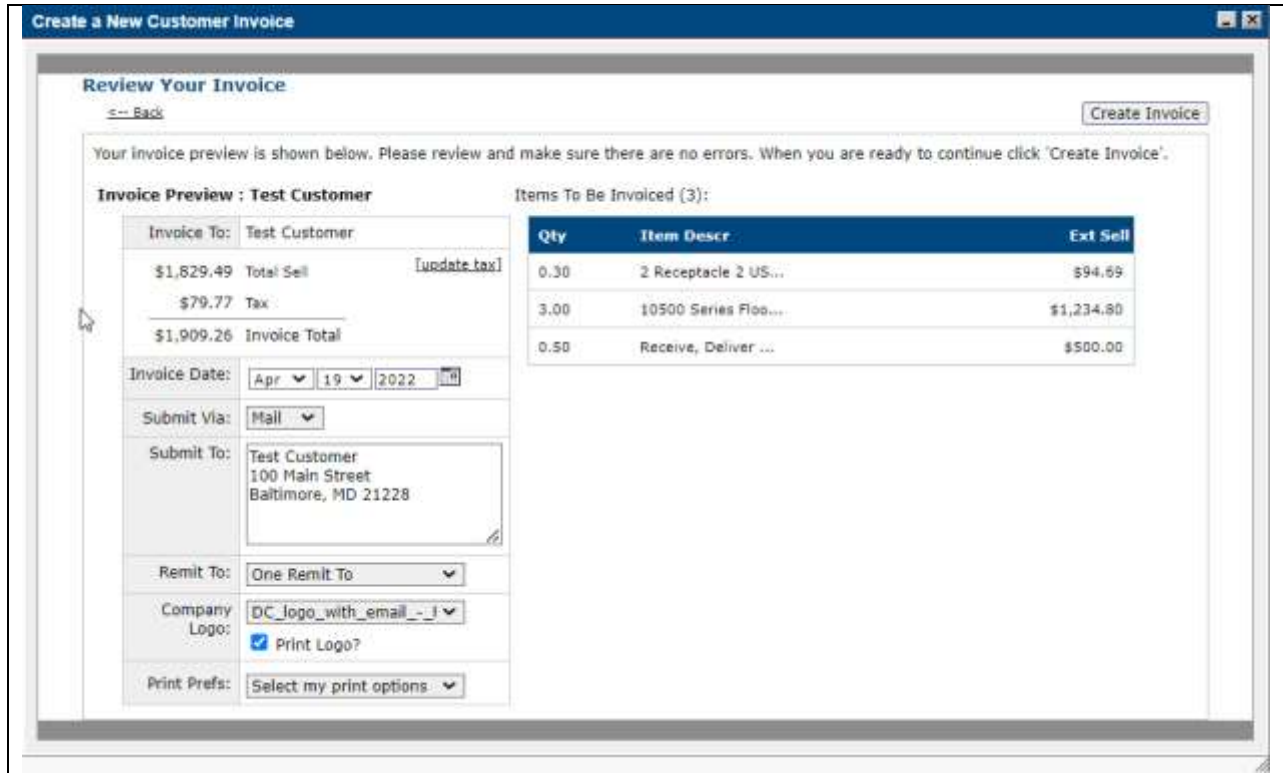 Create a New Customer Invoice
Review Your Invoice
<-- Back
Create Invoice
Your invoice preview is shown below. Please review and make sure there are no errors. When you are ready to continue click 'Create Invoice'.
Invoice Preview : Test Customer
Items To Be Invoiced (3):
Invoice To: Test Customer
$1,829.49 Total Sell [update tax]
$79.77 Tax
$1,909.26 Invoice Total
Invoice Date: Apr 19 2022
Submit Via: Mail
Submit To: Test Customer
100 Main Street
Baltimore, MD 21228
Remit To: One Remit To
Company Logo: DC_logo_with_email_-_
Print Logo?
Print Prefs: Select my print options
Qty Item Descr Ext Sell
0.30 2 Receptacle 2 US... $94.69
3.00 10500 Series Floo... $1,234.80
0.50 Receive, Deliver ... $500.00